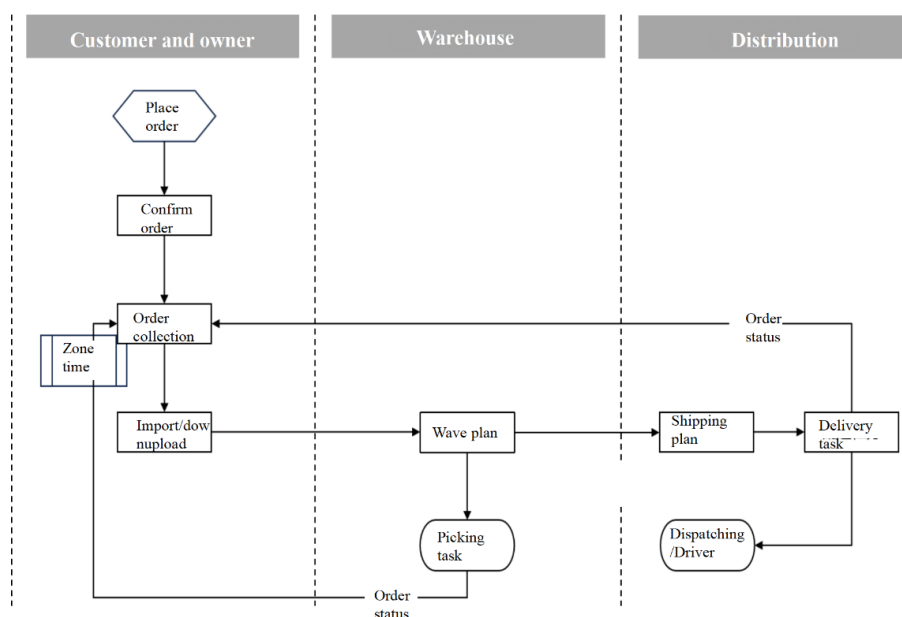 Customer and owner
Warehouse
Distribution
Place
order
Confirm
order
Order
collection
Order
status
Zone
time
Import/dow
nupload
Wave plan
Shipping
plan
Delivery
task
Picking
task
Dispatching
/Driver
Order
status